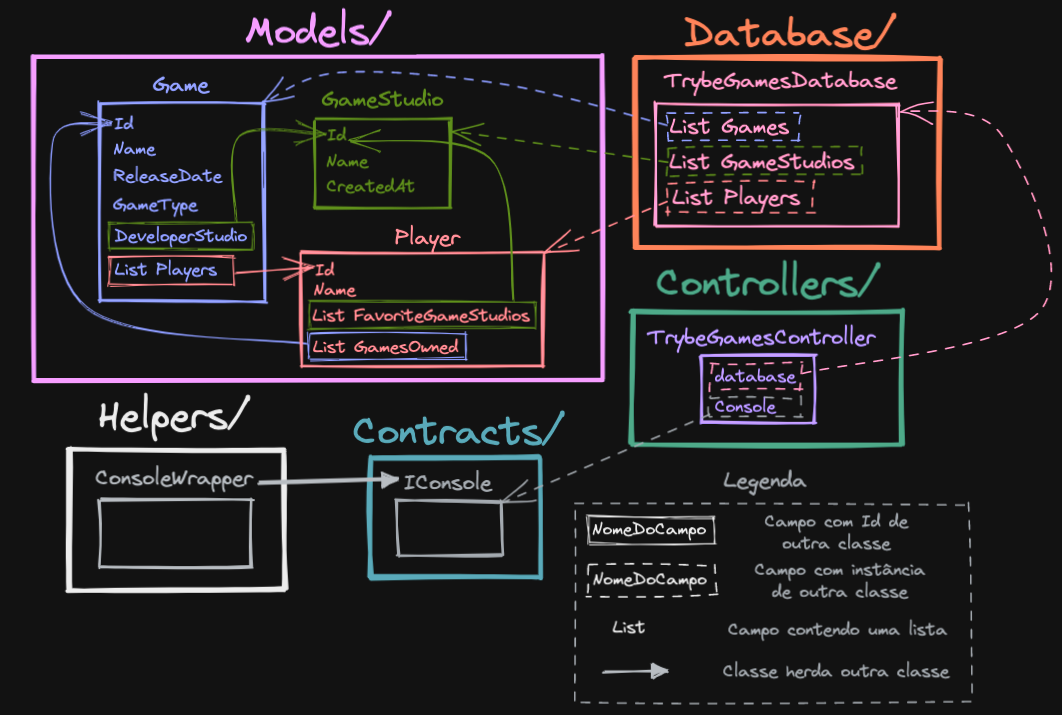 Models/
Game
Id
Name
ReleaseDate
GameType
DeveloperStudio
List Players
GameStudio
Id
Name
CreatedAt
Player
Id
Name
List FavoriteGameStudios
List GamesOwned
Database/
TrybeGamesDatabase
List Games
List GameStudios
List Players
Controllers/
TrybeGamesController
database
Console
Helpers/
ConsoleWrapper
Contracts/
IConsole
Legenda
NomeDoCampo
Campo com Id de
outra classe
NomeDoCampo
Campo com instância
de outra classe
List
Campo contendo uma lista
Classe herda outra classe